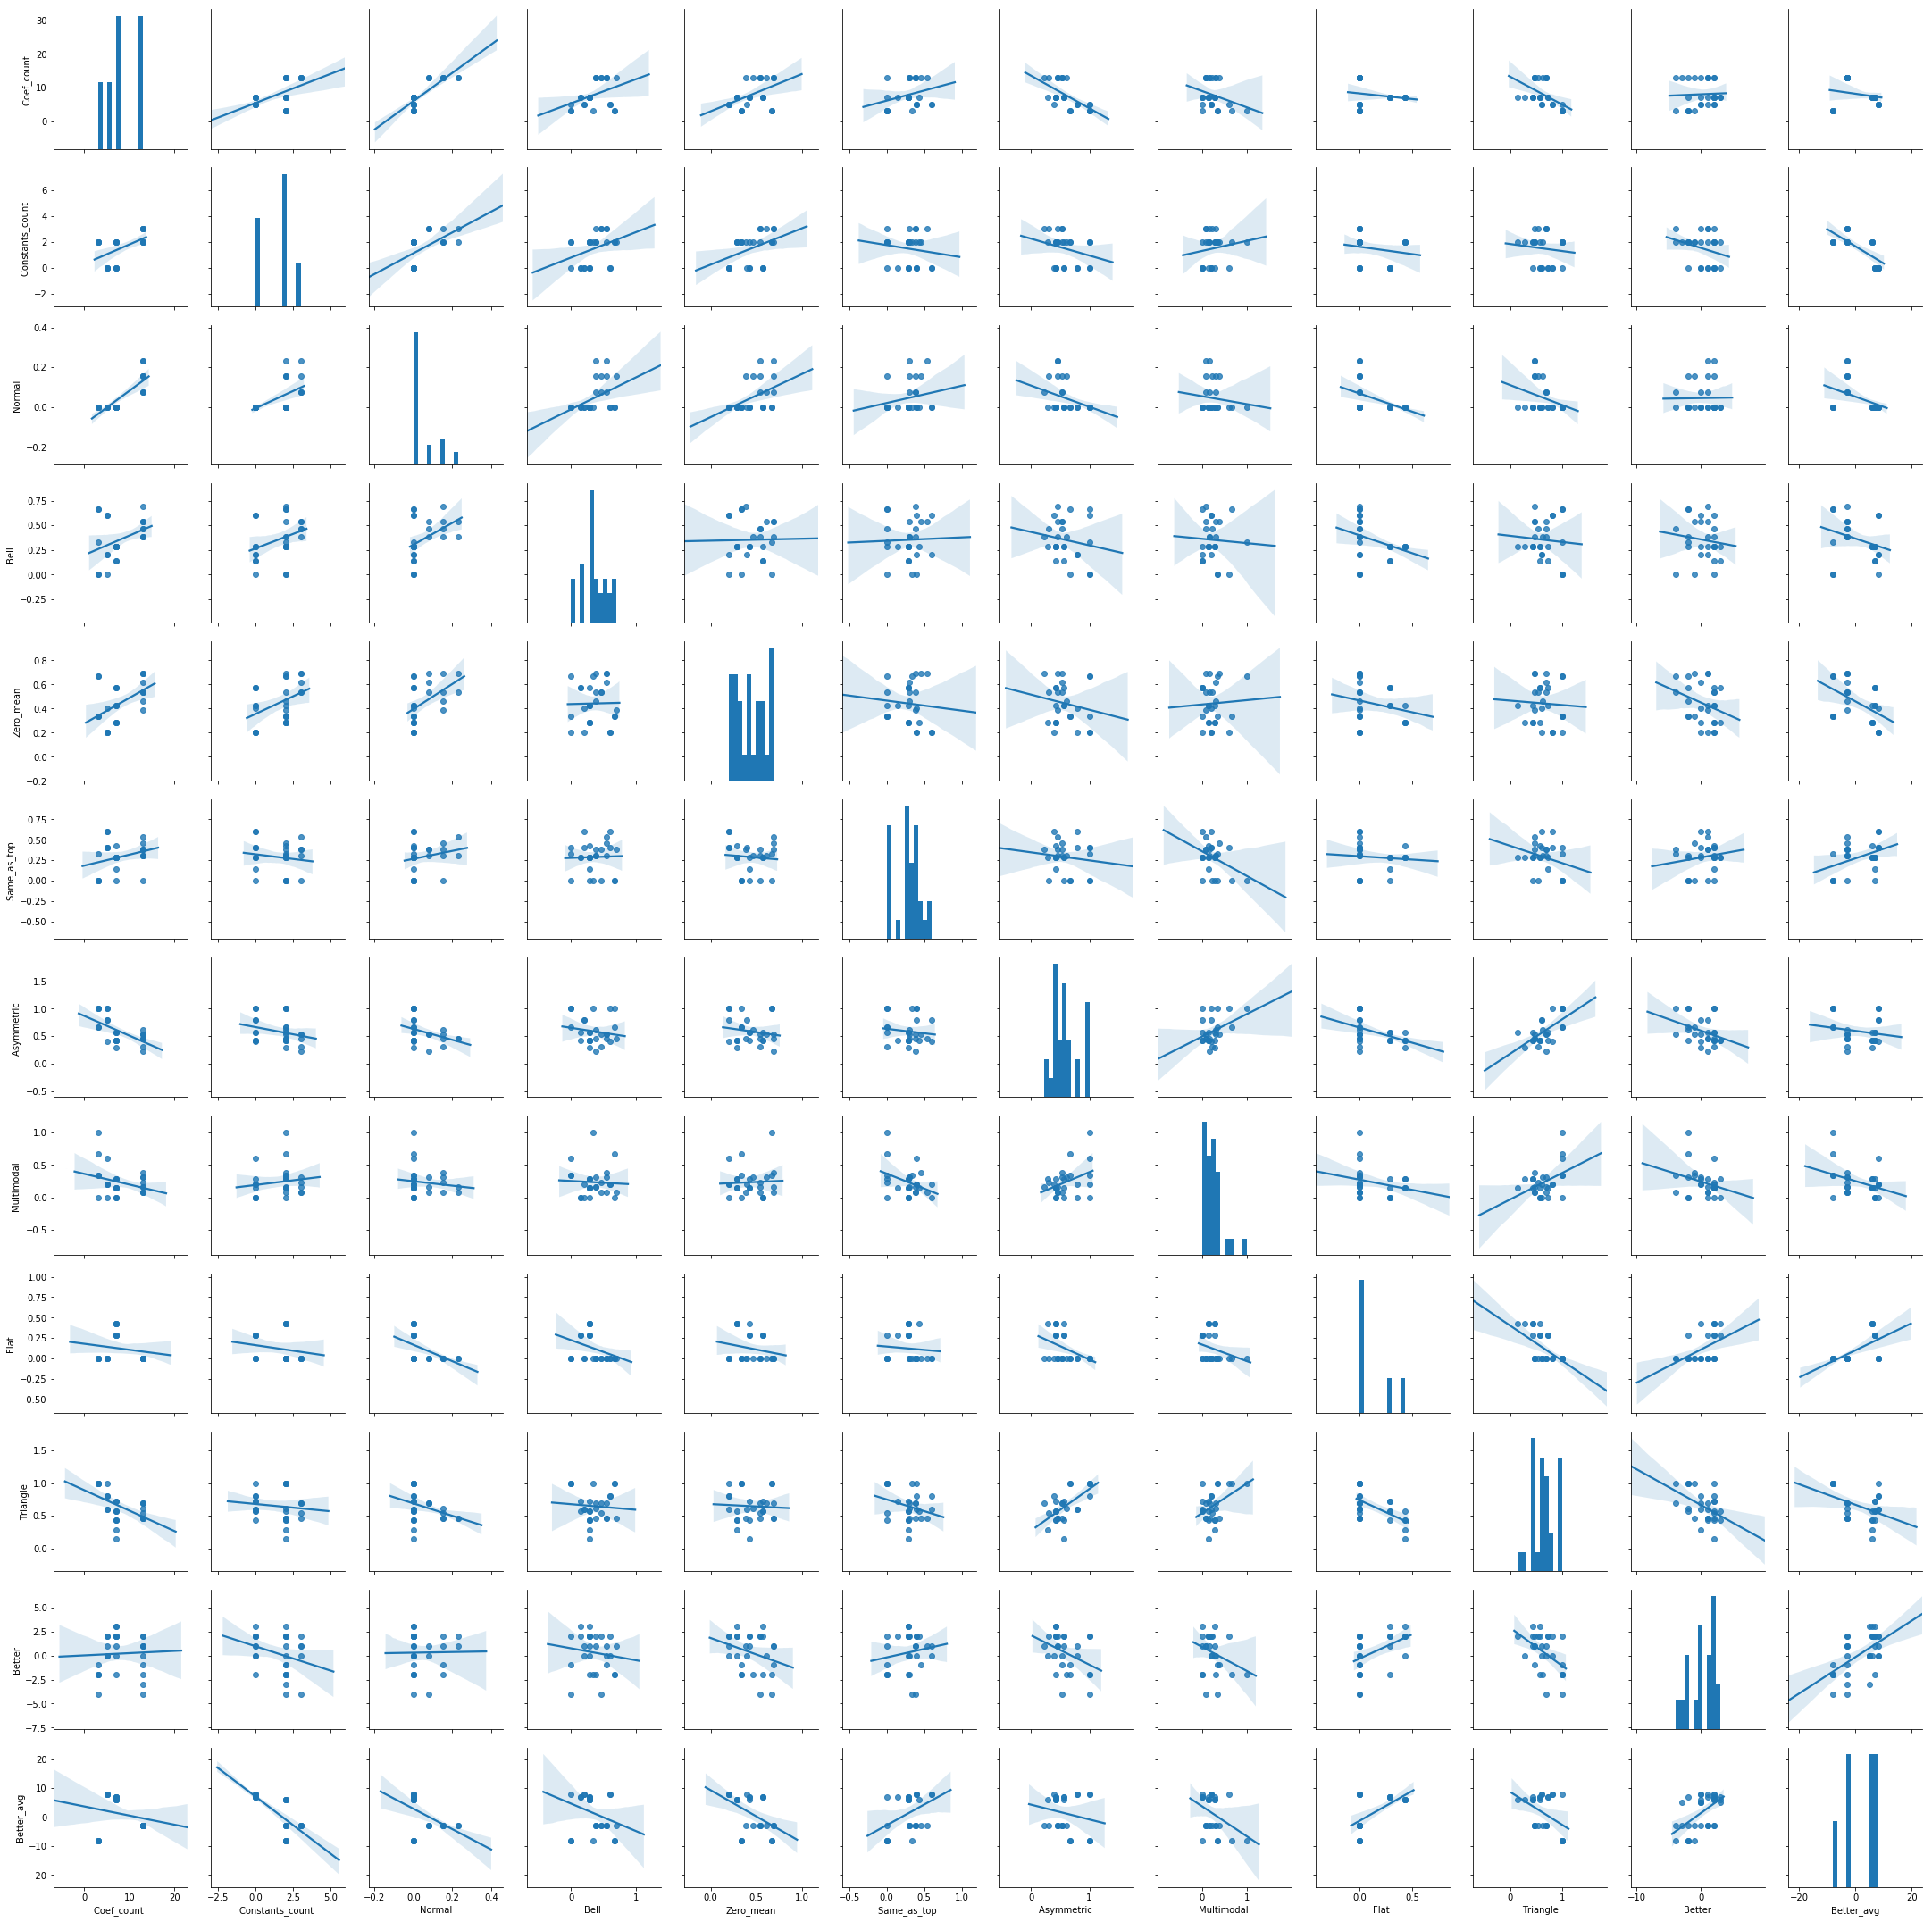 30
20
10
0
Coef_count
6
4
2
0
−2
Constants_count
0.4
0.2
0.0
−0.2
Normal
0.75
0.50
0.25
0.00
−0.25
Bell
0.8
0.6
0.4
0.2
0.0
−0.2
Zero_mean
0.75
0.50
0.25
0.00
−0.25
−0.50
Same_as_top
1.5
1.0
0.5
0.0
−0.5
Asymmetric
1.0
0.5
0.0
−0.5
Multimodal
1.00
0.75
0.50
0.25
0.00
−0.25
−0.50
Flat
1.5
1.0
0.5
0.0
Triangle
5.0
2.5
0.0
−2.5
−5.0
−7.5
Better
20
10
0
−10
−20
Better_avg
0 10 20
Coef_count
−2.5 0.0 2.5 5.0
Constants_count
−0.2 0.0 0.2 0.4
Normal
0 1
Bell
0.0 0.5 1.0
Zero_mean
−0.5 0.0 0.5 1.0
Same_as_top
0 1
Asymmetric
0 1
Multimodal
0.0 0.5
Flat
0 1
Triangle
−10 0
Better
−20 0 20
Better_avg